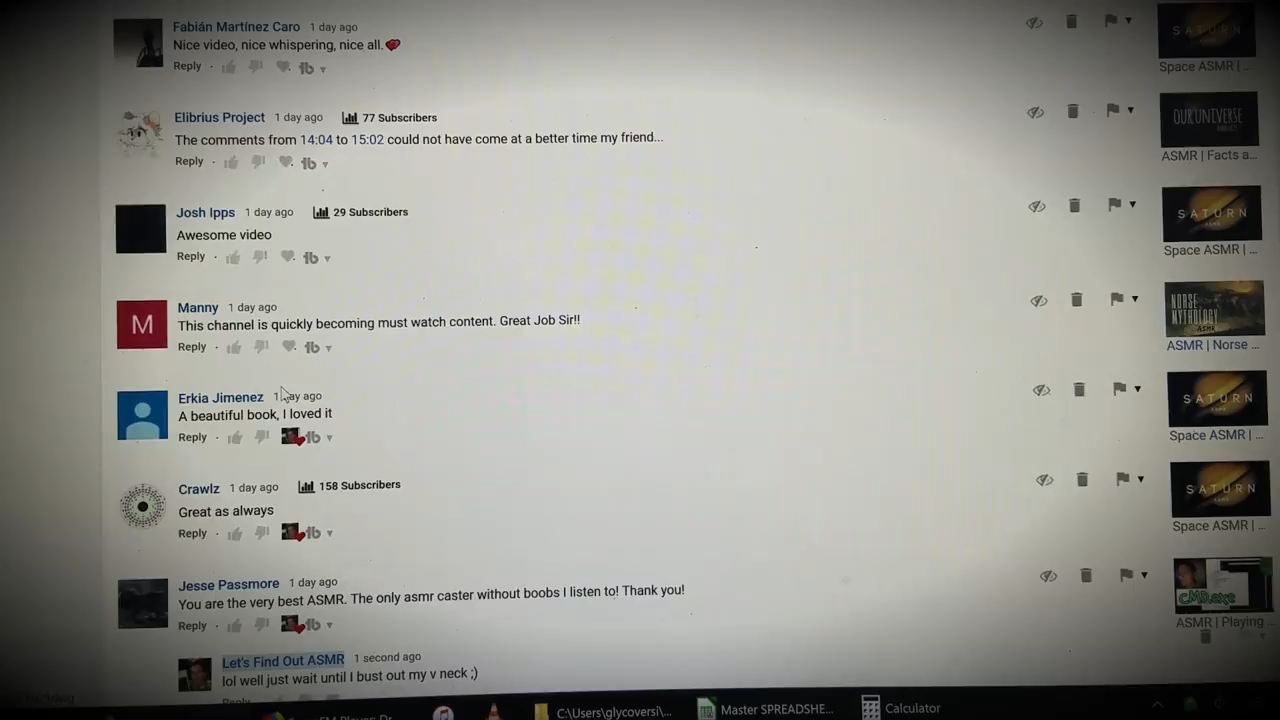 Fabián Martínez Caro 1 day ago
Nice video, nice whispering, nice all.
Reply
SATURN
Space ASMR | ...
Elibrius Project 1 day ago 77 Subscribers
The comments from 14:04 to 15:02 could not have come at a better time my friend...
Reply
OUR UNIVERSE
ASMR | Facts a...
Josh Ipps 1 day ago 29 Subscribers
Awesome video
Reply
SATURN
Space ASMR | ...
Manny 1 day ago
M
This channel is quickly becoming must watch content. Great Job Sir!!
Reply
NORSE
MYTHOLOGY
ASMR
ASMR | Norse ...
Erkia Jimenez 1 day ago
A beautiful book, I loved it
Reply
SATURN
Space ASMR | ...
Crawlz 1 day ago 158 Subscribers
Great as always
Reply
SATURN
Space ASMR | ...
Jesse Passmore 1 day ago
You are the very best ASMR. The only asmr caster without boobs I listen to! Thank you!
Reply
CMD.exe
ASMR | Playing ...
Let's Find Out ASMR 1 second ago
lol well just wait until I bust out my v neck ;)
Reply
C:\Users\glycoversi\... Master SPREADSHE... Calculator